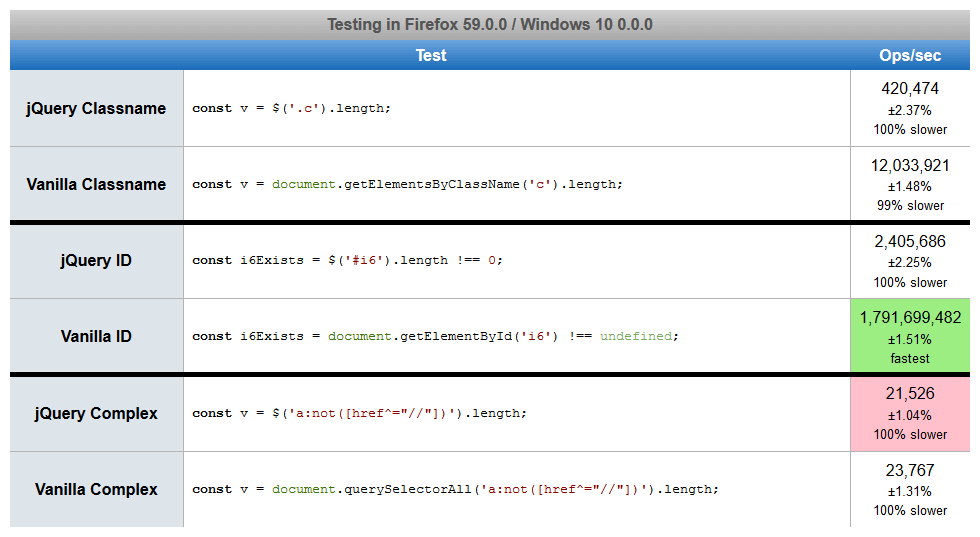 Testing in Firefox 59.0.0 / Windows 10 0.0.0
Test Ops/sec
jQuery Classname const v = $('.c').length; 420,474
±2.37%
100% slower
Vanilla Classname const v = document.getElementsByClassName('c').length; 12,033,921
±1.48%
99% slower
jQuery ID const i6Exists = $('#i6').length !== 0; 2,405,686
±2.25%
100% slower
Vanilla ID const i6Exists = document.getElementById('i6') !== undefined; 1,791,699,482
±1.51%
fastest
jQuery Complex const v = $('a:not([href^="//"])').length; 21,526
±1.04%
100% slower
Vanilla Complex const v = document.querySelectorAll('a:not([href^="//"])').length; 23,767
±1.31%
100% slower